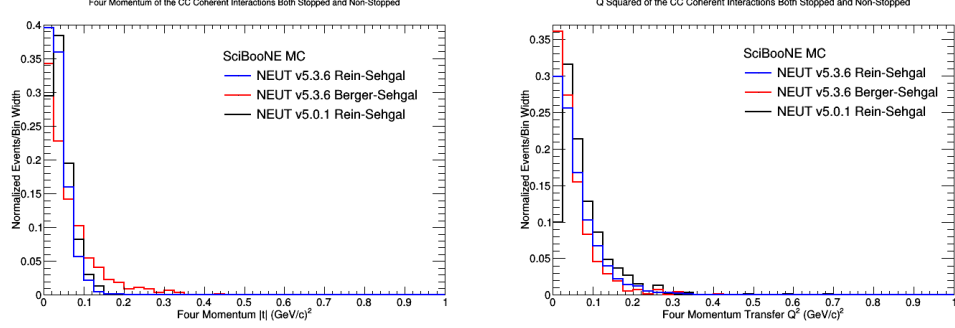 Four Momentum of the CC Coherent Interactions Both Stopped and Non-Stopped
SciBooNE MC
NEUT v5.3.6 Rein-Sehgal
NEUT v5.3.6 Berger-Sehgal
NEUT v5.0.1 Rein-Sehgal
Normalized Events/Bin Width
0.4
0.35
0.3
0.25
0.2
0.15
0.1
0.05
0
0 0.1 0.2 0.3 0.4 0.5 0.6 0.7 0.8 0.9 1
Four Momentum |t| (GeV/c)²
Q Squared of the CC Coherent Interactions Both Stopped and Non-Stopped
SciBooNE MC
NEUT v5.3.6 Rein-Sehgal
NEUT v5.3.6 Berger-Sehgal
NEUT v5.0.1 Rein-Sehgal
Normalized Events/Bin Width
0.35
0.3
0.25
0.2
0.15
0.1
0.05
0
0 0.1 0.2 0.3 0.4 0.5 0.6 0.7 0.8 0.9 1
Four Momentum Transfer Q² (GeV/c)²